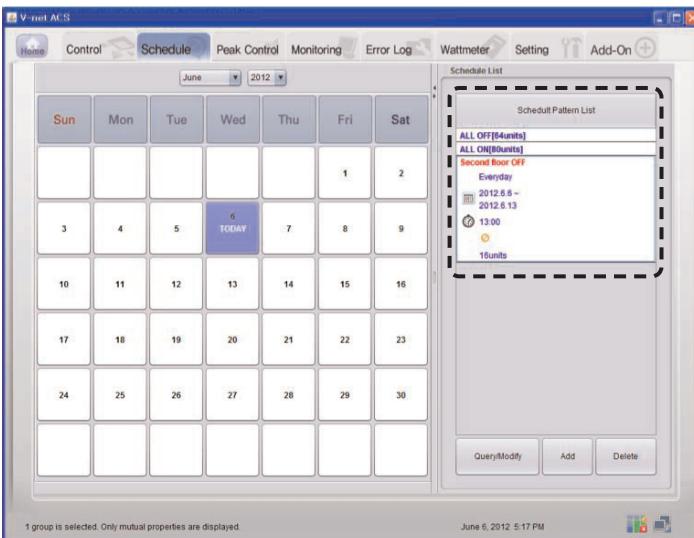 V-net ACS
Home Control Schedule Peak Control Monitoring Error Log Wattmeter Setting Add-On
June 2012
Schedule List
Sun Mon Tue Wed Thu Fri Sat
Schedult Pattern List
ALL OFF[64units]
ALL ON[80units]
Second floor OFF
Everyday
2012.6.6 ~
2012.6.13
13:00
16units
1 2
3 4 5 6 7 8 9
TODAY
10 11 12 13 14 15 16
17 18 19 20 21 22 23
24 25 26 27 28 29 30
Query/Modify Add Delete
1 group is selected. Only mutual properties are displayed.
June 6, 2012 5:17 PM